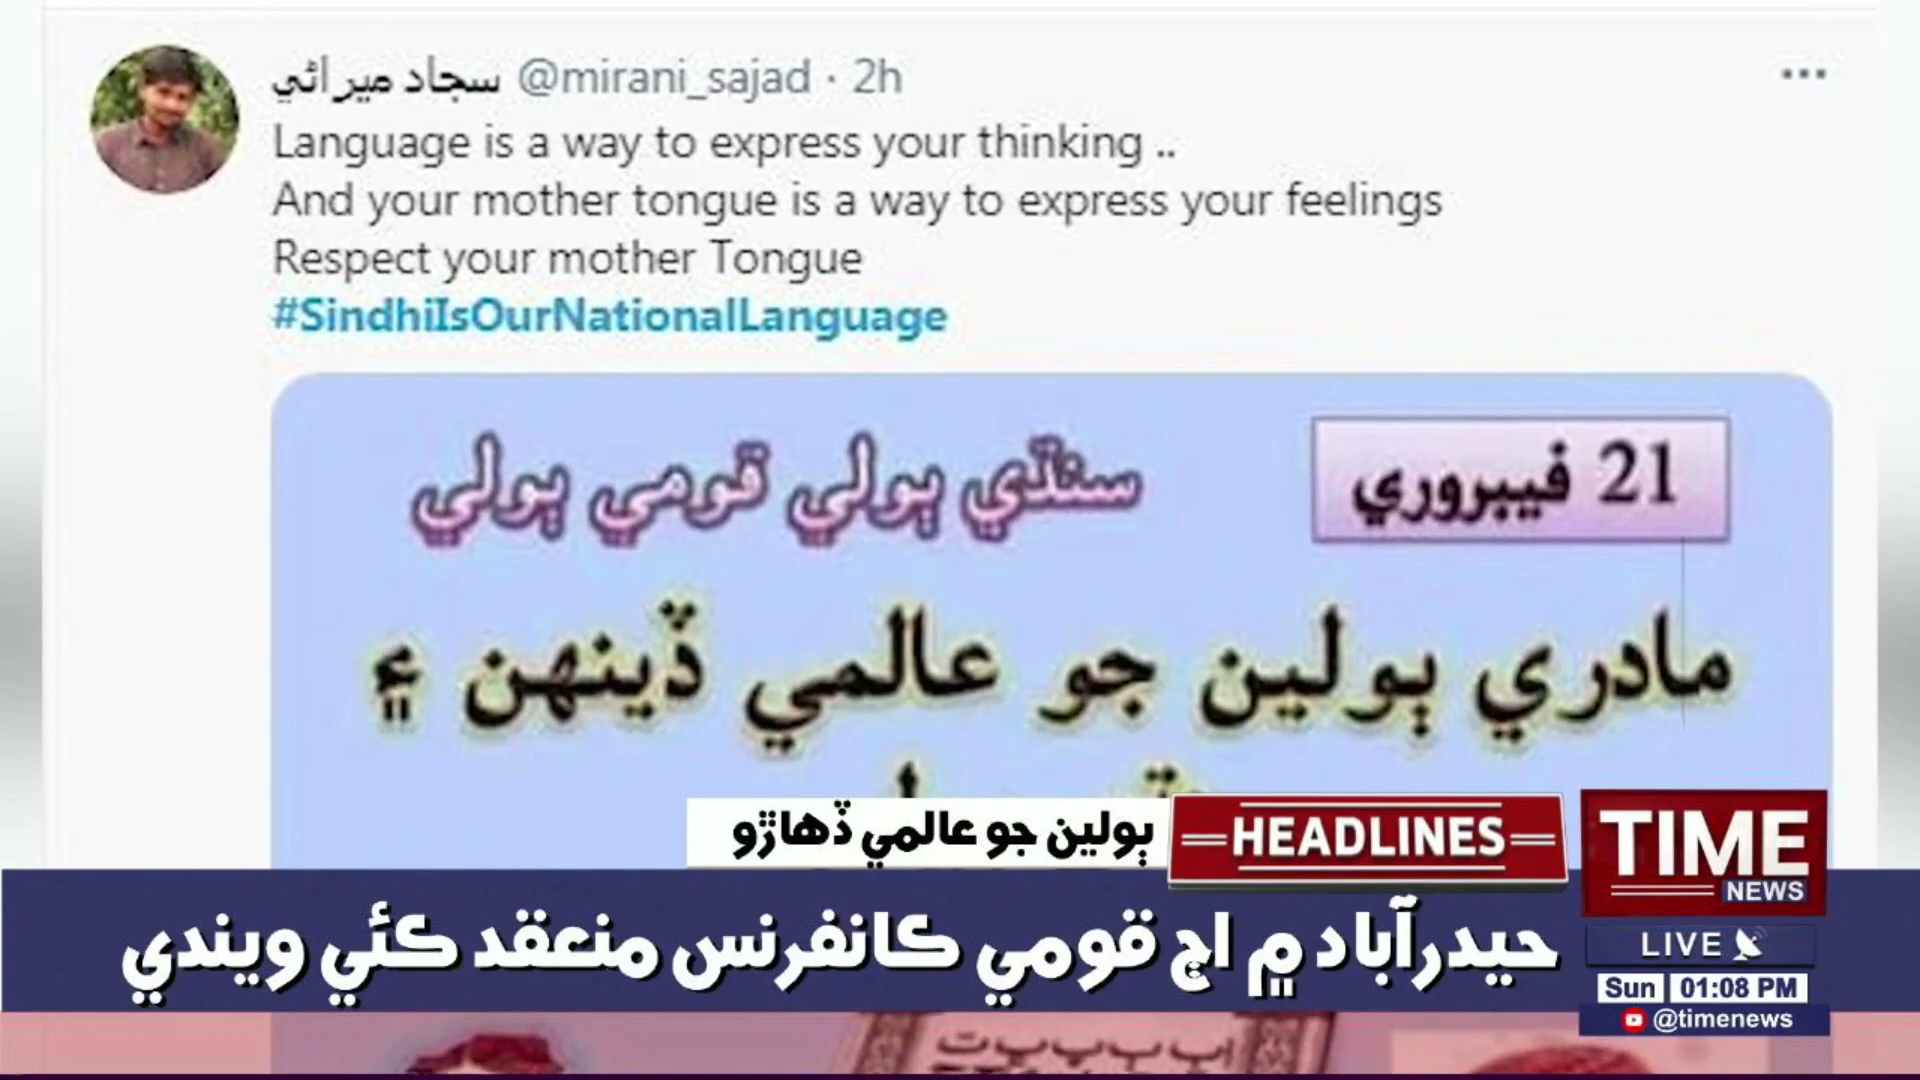 سجاد ميراڻي @mirani_sajad · 2h
Language is a way to express your thinking ..
And your mother tongue is a way to express your feelings
Respect your mother Tongue
#SindhiIsOurNationalLanguage
21 فيبروري
سنڌي ٻولي قومي ٻولي
مادري ٻولين جو عالمي ڏينهن ۽
ٻولين جو عالمي ڏھاڙو
HEADLINES
TIME
NEWS
حيدرآباد ۾ اڄ قومي ڪانفرنس منعقد ڪئي ويندي
LIVE
Sun 01:08 PM
@timenews